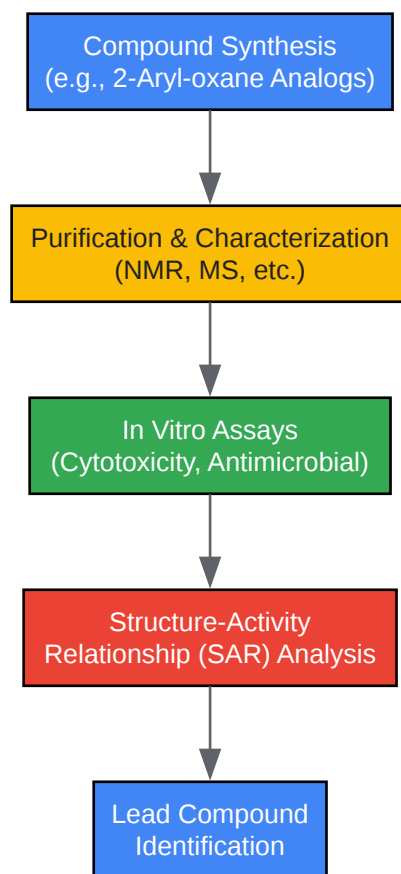 Compound Synthesis
(e.g., 2-Aryl-oxane Analogs)
Purification & Characterization
(NMR, MS, etc.)
In Vitro Assays
(Cytotoxicity, Antimicrobial)
Structure-Activity
Relationship (SAR) Analysis
Lead Compound
Identification